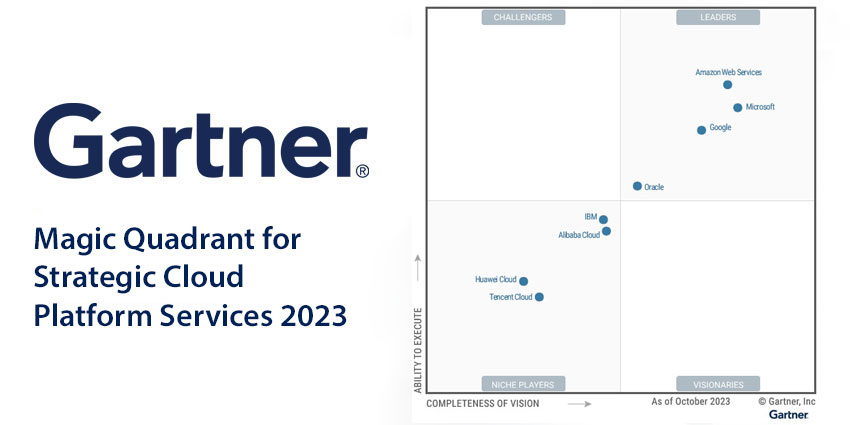 Gartner®
Magic Quadrant for
Strategic Cloud
Platform Services 2023
CHALLENGERS
LEADERS
Amazon Web Services
Microsoft
Google
Oracle
IBM
Alibaba Cloud
Huawei Cloud
Tencent Cloud
NICHE PLAYERS
VISIONARIES
ABILITY TO EXECUTE
COMPLETENESS OF VISION
As of October 2023
© Gartner, Inc
Gartner